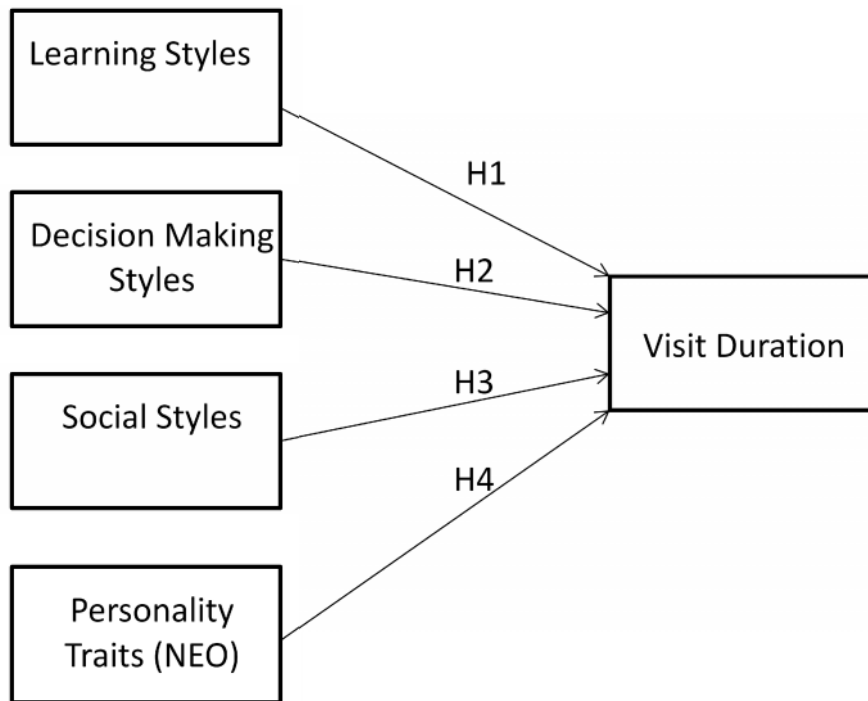 Learning Styles
H1
Decision Making
Styles
H2
Visit Duration
H3
Social Styles
H4
Personality
Traits (NEO)